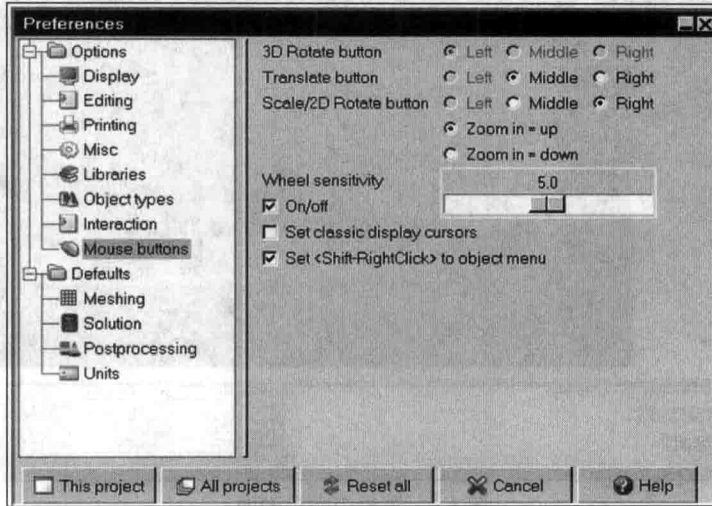 Preferences
Options
Display
Editing
Printing
Misc
Libraries
Object types
Interaction
Mouse buttons
Defaults
Meshing
Solution
Postprocessing
Units
3D Rotate button Left Middle Right
Translate button Left Middle Right
Scale/2D Rotate button Left Middle Right
Zoom in = up
Zoom in = down
Wheel sensitivity 5.0
On/off
Set classic display cursors
Set <Shift-RightClick> to object menu
This project All projects Reset all Cancel Help